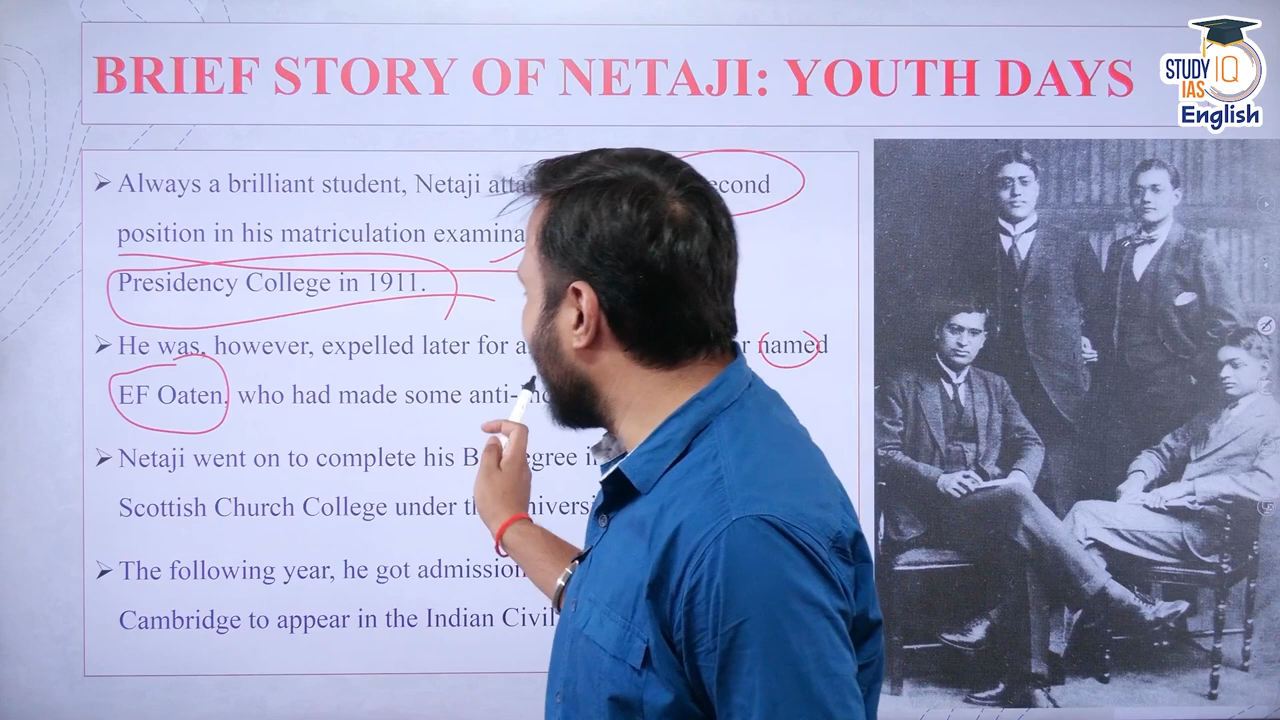 BRIEF STORY OF NETAJI: YOUTH DAYS
STUDY IQ
IAS
English
Always a brilliant student, Netaji
position in his matriculation
Presidency College in 1911.
He was, however, expelled later for named
EF Oaten, who had made some
Netaji went on to complete his
Scottish Church College under
The following year, he got admission
Cambridge to appear in the Indian Civil